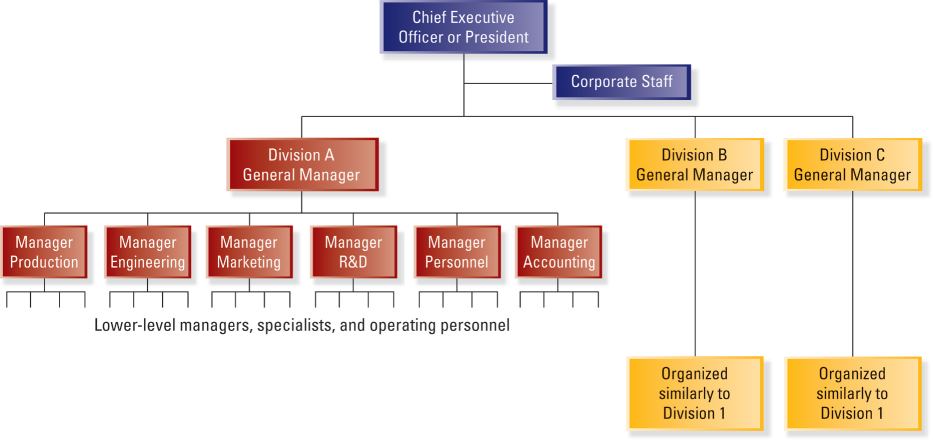 Chief Executive
Officer or President
Corporate Staff
Division A
General Manager
Division B
General Manager
Division C
General Manager
Manager
Production
Manager
Engineering
Manager
Marketing
Manager
R&D
Manager
Personnel
Manager
Accounting
Lower-level managers, specialists, and operating personnel
Organized
similarly to
Division 1
Organized
similarly to
Division 1